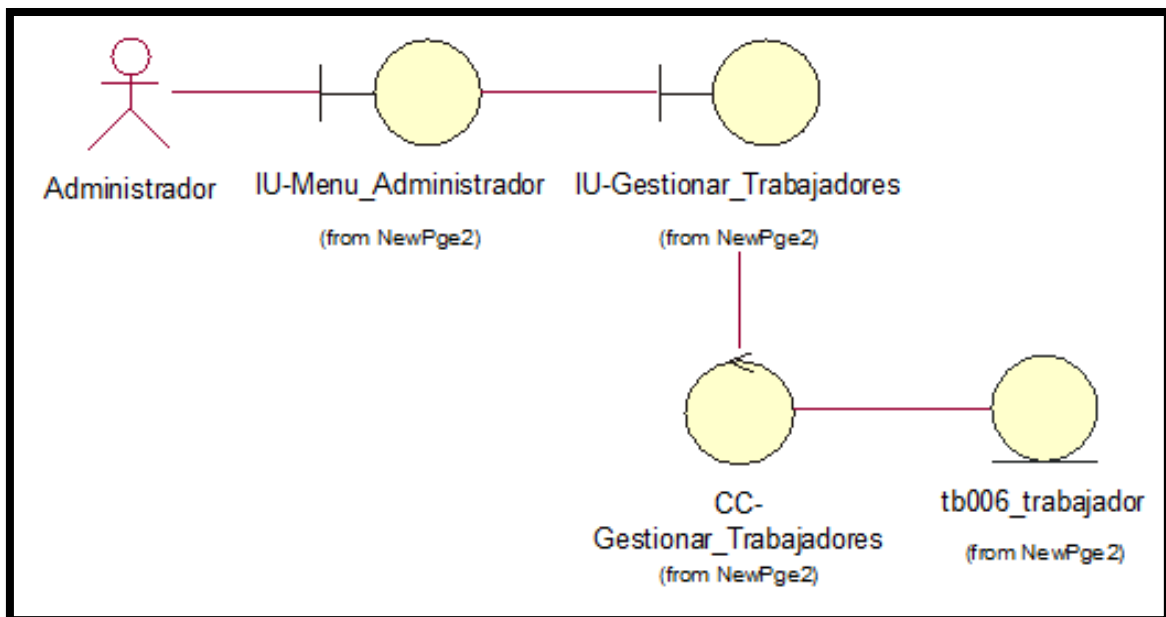 Administrador
IU-Menu_Administrador
(from NewPge2)
IU-Gestionar_Trabajadores
(from NewPge2)
CC-
Gestionar_Trabajadores
(from NewPge2)
tb006_trabajador
(from NewPge2)